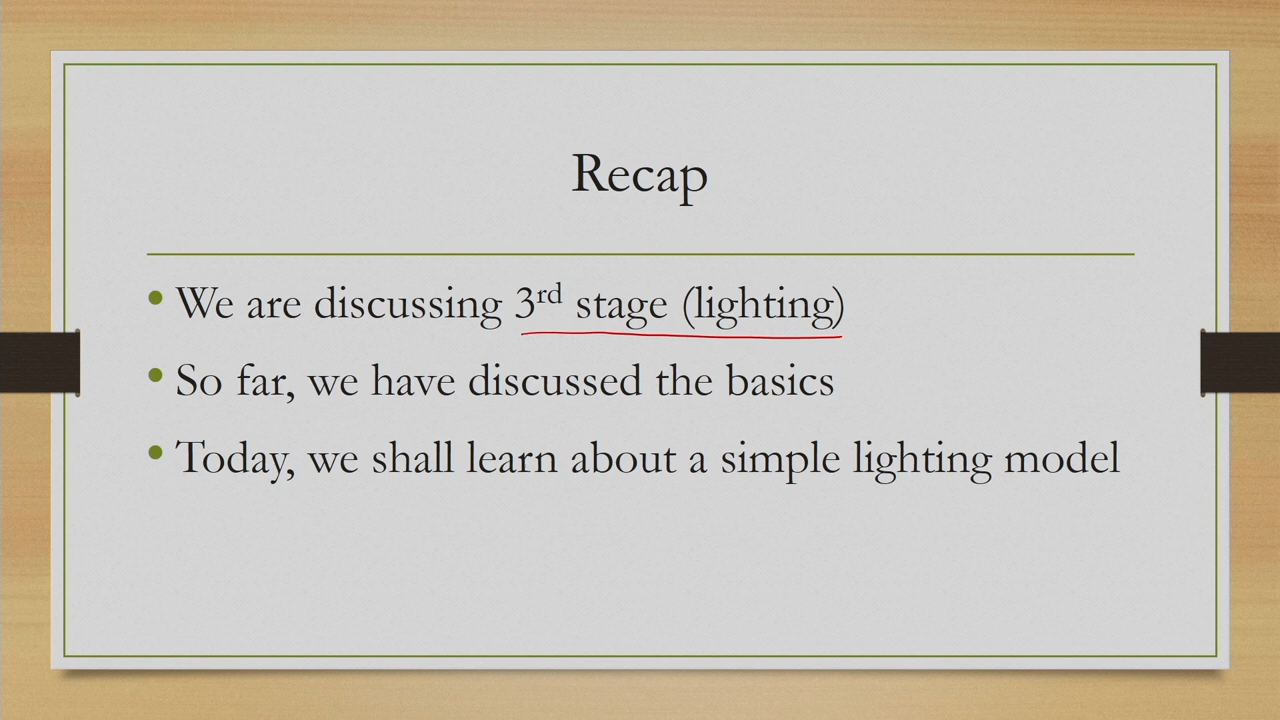 Recap
• We are discussing 3rd stage (lighting)
• So far, we have discussed the basics
• Today, we shall learn about a simple lighting model